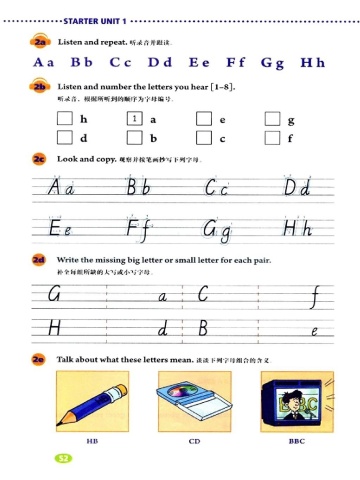 STARTER UNIT 1
2a Listen and repeat. 听录音并跟读.
Aa Bb Cc Dd Ee Ff Gg Hh
2b Listen and number the letters you hear [1–8].
听录音，根据所听到的顺序为字母编号.
h 1 a e g
d b c f
2c Look and copy. 观察并按笔画抄写下列字母.
Aa Bb Cc Dd
Ee Ff Gg Hh
2d Write the missing big letter or small letter for each pair.
补全每组所缺的大写或小写字母.
G a C f
H d B e
2e Talk about what these letters mean. 谈谈下列字母组合的含义
BBC
HB CD BBC
52